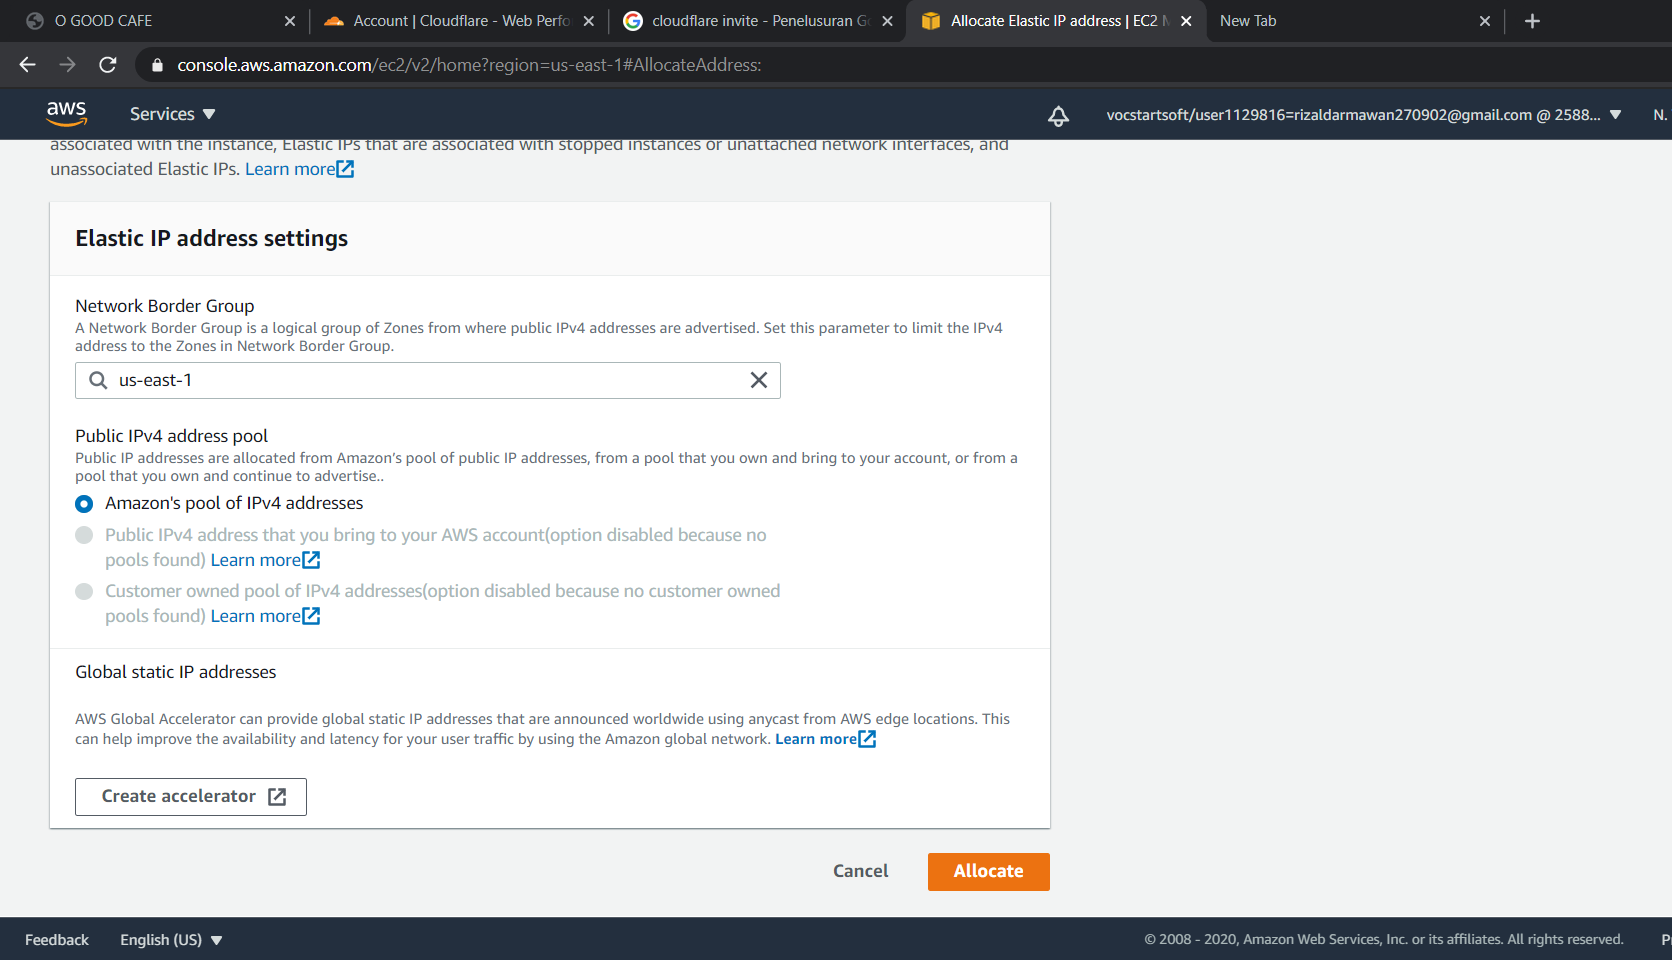 O GOOD CAFE
Account | Cloudflare - Web Perfo
cloudflare invite - Penelusuran Go
Allocate Elastic IP address | EC2 M
New Tab
console.aws.amazon.com/ec2/v2/home?region=us-east-1#AllocateAddress:
aws
Services
vocstartsoft/user1129816=rizaldarmawan270902@gmail.com @ 2588...
N.
associated with the instance, Elastic IPs that are associated with stopped instances or unattached network interfaces, and
unassociated Elastic IPs. Learn more
Elastic IP address settings
Network Border Group
A Network Border Group is a logical group of Zones from where public IPv4 addresses are advertised. Set this parameter to limit the IPv4
address to the Zones in Network Border Group.
us-east-1
Public IPv4 address pool
Public IP addresses are allocated from Amazon's pool of public IP addresses, from a pool that you own and bring to your account, or from a
pool that you own and continue to advertise..
Amazon's pool of IPv4 addresses
Public IPv4 address that you bring to your AWS account(option disabled because no
pools found) Learn more
Customer owned pool of IPv4 addresses(option disabled because no customer owned
pools found) Learn more
Global static IP addresses
AWS Global Accelerator can provide global static IP addresses that are announced worldwide using anycast from AWS edge locations. This
can help improve the availability and latency for your user traffic by using the Amazon global network. Learn more
Create accelerator
Cancel
Allocate
Feedback
English (US)
© 2008 - 2020, Amazon Web Services, Inc. or its affiliates. All rights reserved.
P